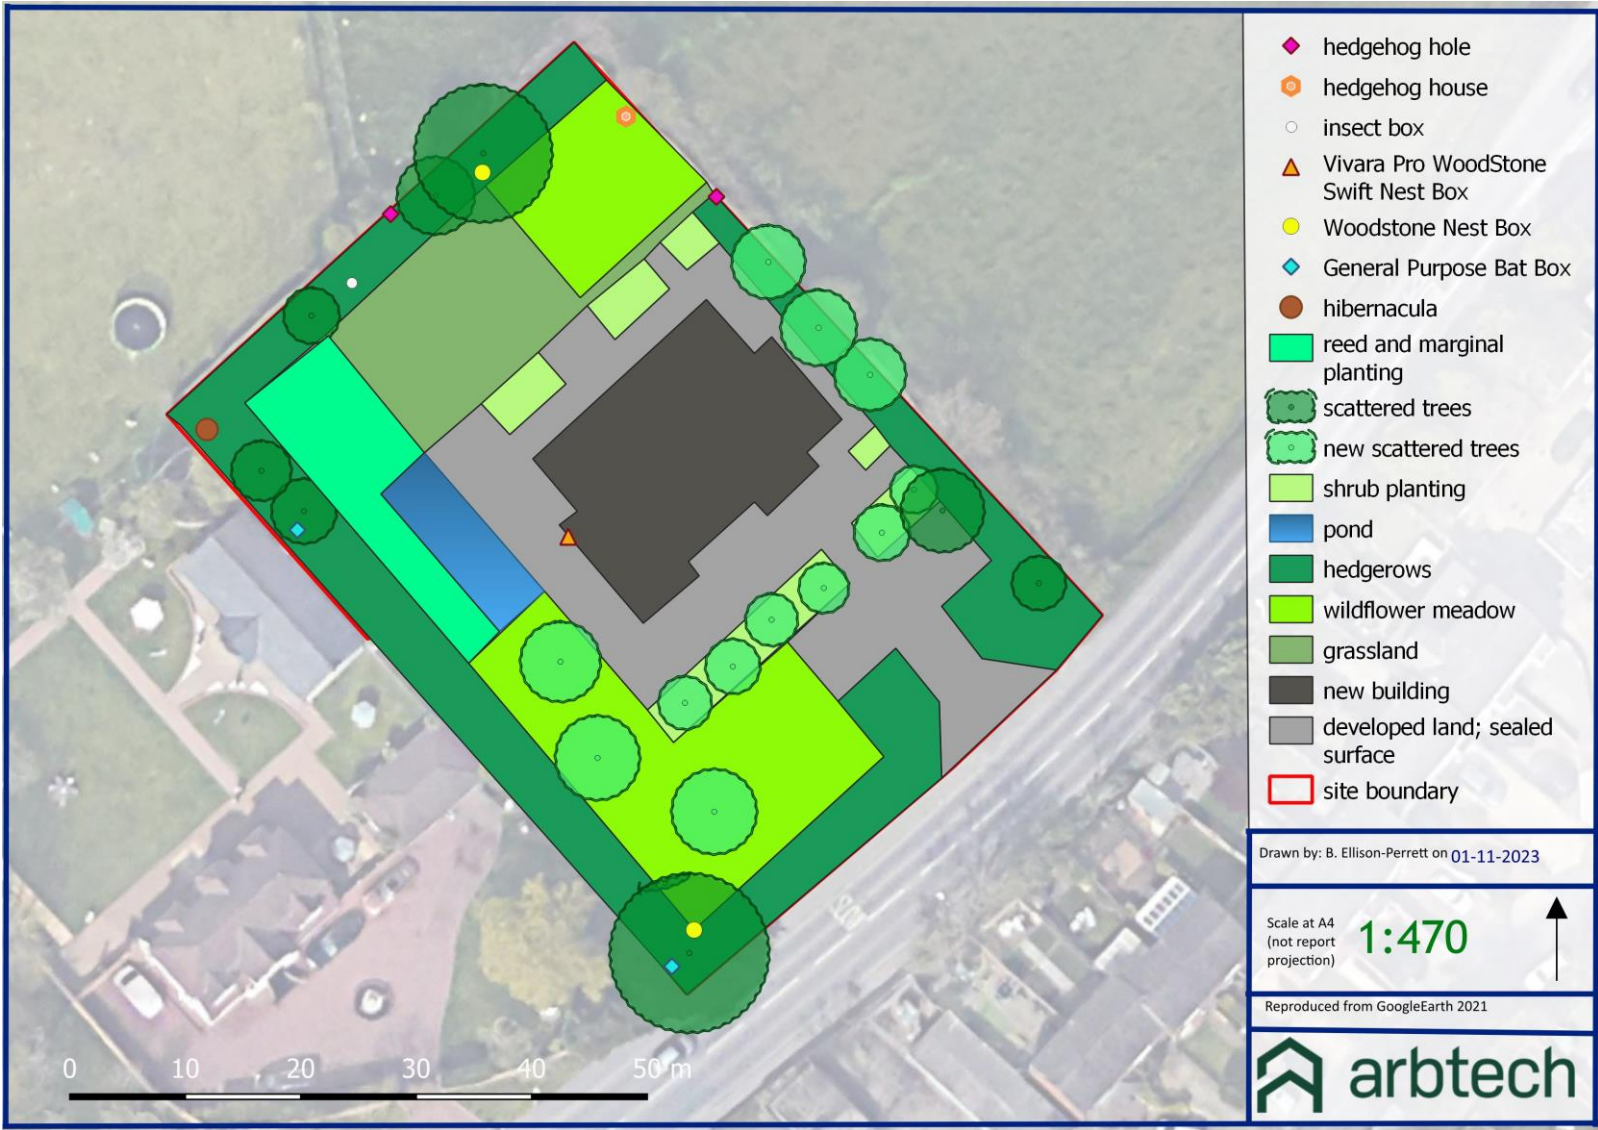 hedgehog hole
hedgehog house
insect box
Vivara Pro WoodStone
Swift Nest Box
Woodstone Nest Box
General Purpose Bat Box
hibernacula
reed and marginal
planting
scattered trees
new scattered trees
shrub planting
pond
hedgerows
wildflower meadow
grassland
new building
developed land; sealed
surface
site boundary
Drawn by: B. Ellison-Perrett on 01-11-2023
Scale at A4
(not report
projection)
1:470
Reproduced from GoogleEarth 2021
arbtech
0 10 20 30 40 50 m